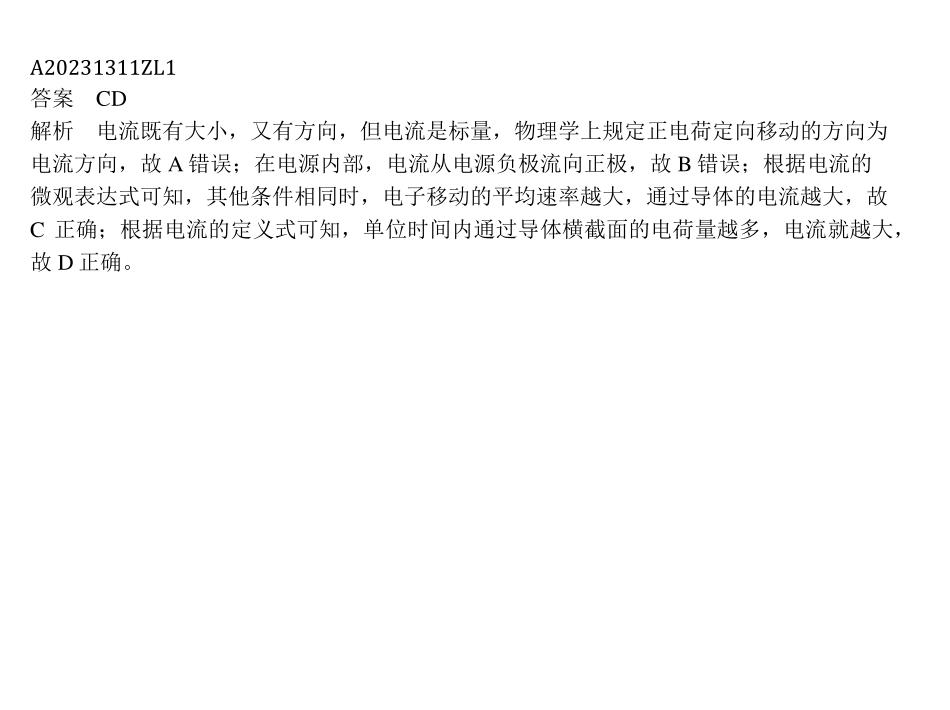 A20231311ZL1
答案 CD
解析 电流既有大小，又有方向，但电流是标量，物理学上规定正电荷定向移动的方向为
电流方向，故 A 错误；在电源内部，电流从电源负极流向正极，故 B 错误；根据电流的
微观表达式可知，其他条件相同时，电子移动的平均速率越大，通过导体的电流越大，故
C 正确；根据电流的定义式可知，单位时间内通过导体横截面的电荷量越多，电流就越大，
故 D 正确。